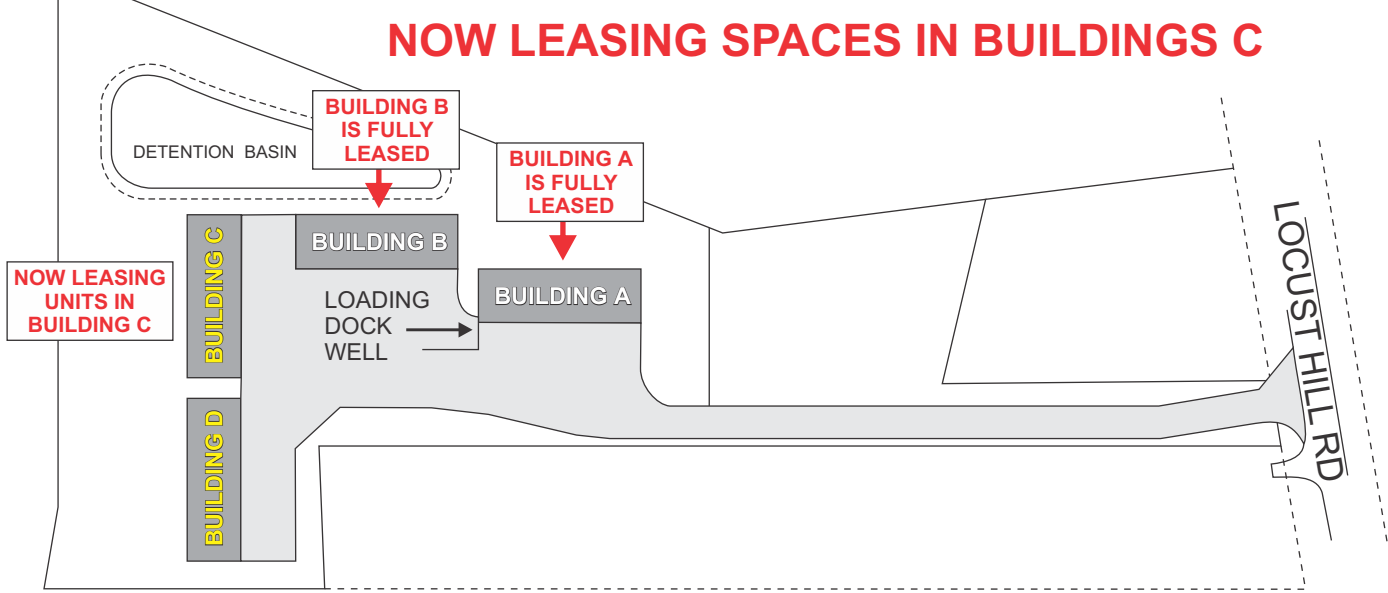 NOW LEASING SPACES IN BUILDINGS C
BUILDING B
IS FULLY
LEASED
DETENTION BASIN
BUILDING A
IS FULLY
LEASED
BUILDING B
BUILDING A
NOW LEASING
UNITS IN
BUILDING C
BUILDING C
LOADING
DOCK
WELL
BUILDING D
LOCUST HILL RD